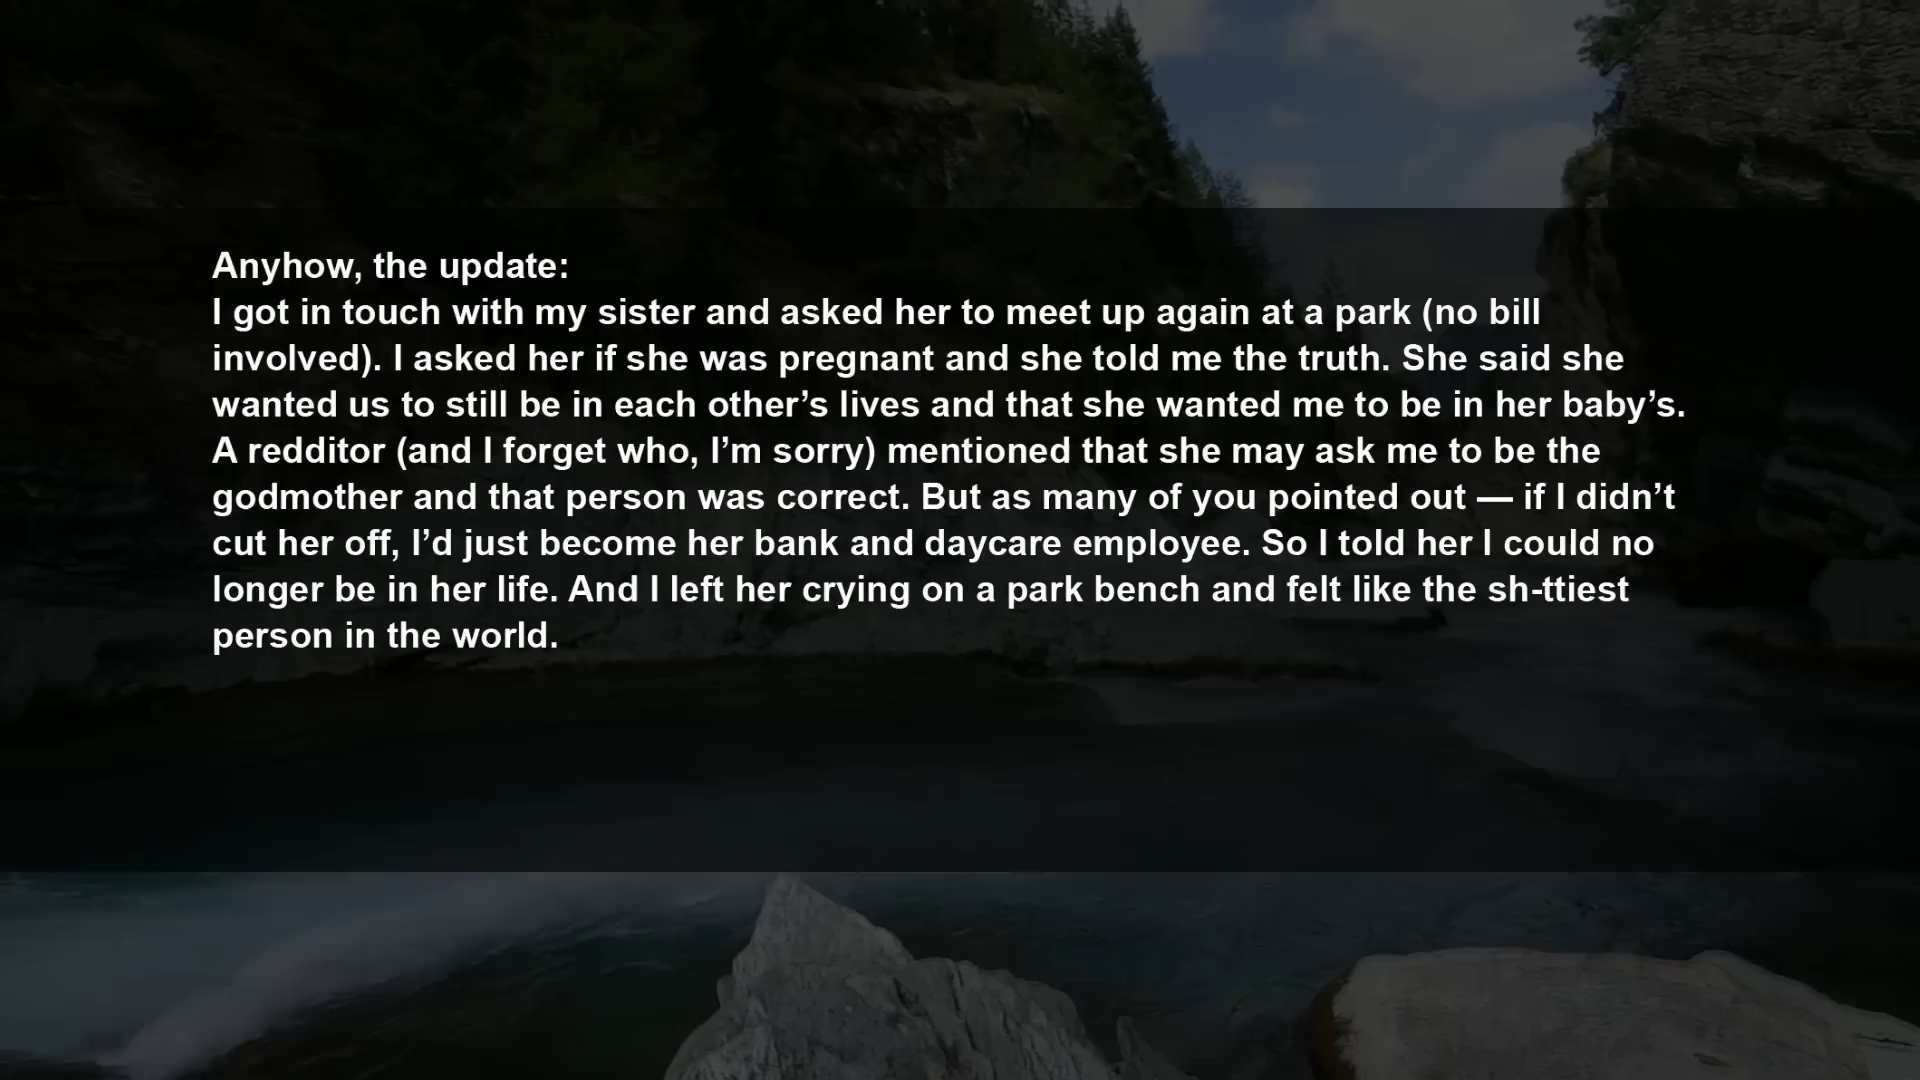 Anyhow, the update:
I got in touch with my sister and asked her to meet up again at a park (no bill
involved). I asked her if she was pregnant and she told me the truth. She said she
wanted us to still be in each other’s lives and that she wanted me to be in her baby’s.
A redditor (and I forget who, I’m sorry) mentioned that she may ask me to be the
godmother and that person was correct. But as many of you pointed out — if I didn’t
cut her off, I’d just become her bank and daycare employee. So I told her I could no
longer be in her life. And I left her crying on a park bench and felt like the sh-ttiest
person in the world.